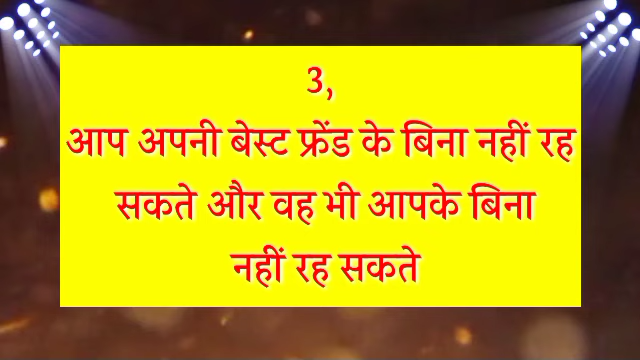 3,
आप अपनी बेस्ट फ्रेंड के बिना नहीं रह
सकते और वह भी आपके बिना
नहीं रह सकते